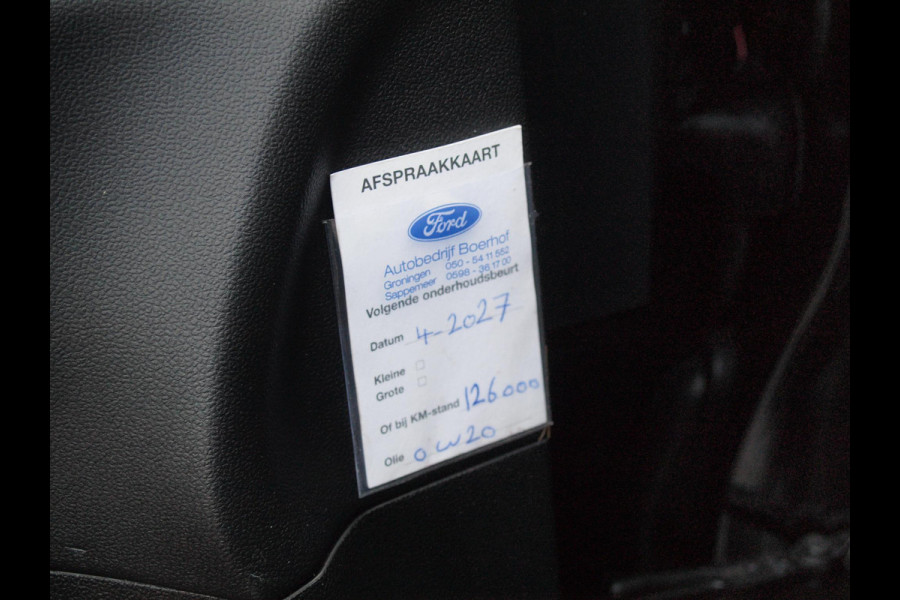 AFSPRAAKKAART
Ford
Autobedrijf Boerhof
Groningen 050 - 54 11 552
Sappemeer 0598 - 36 17 00
Volgende onderhoudsbeurt
Datum 4-2027
Kleine
Grote
Of bij KM-stand 126000
Olie 0W20